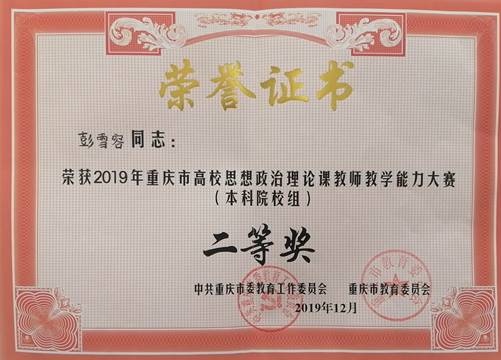 荣誉证书
彭雪容同志：
荣获2019年重庆市高校思想政治理论课教师教学能力大赛
（本科院校组）
二等奖
中共重庆市委教育工作委员会 重庆市教育委员会
2019年12月